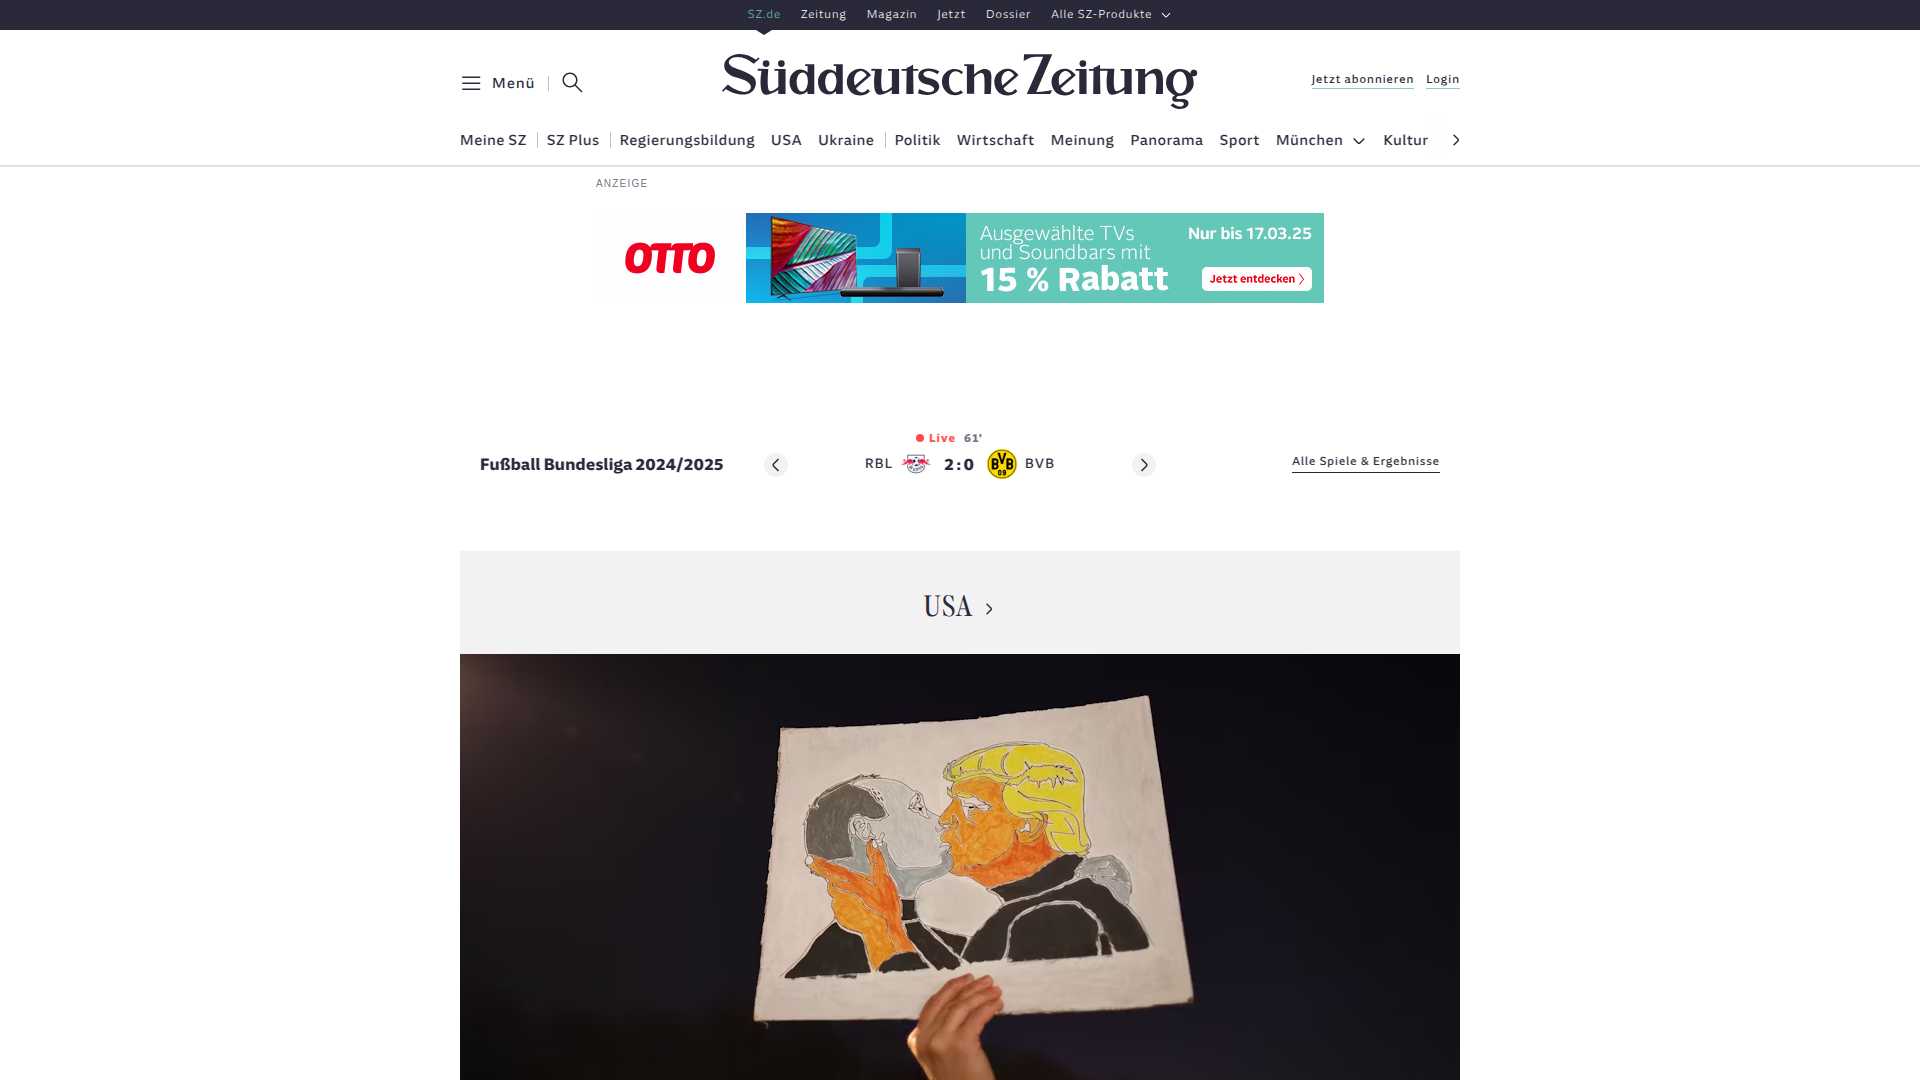 SZ.de Zeitung Magazin Jetzt Dossier Alle SZ-Produkte
Menü
Süddeutsche Zeitung
Jetzt abonnieren Login
Meine SZ SZ Plus Regierungsbildung USA Ukraine Politik Wirtschaft Meinung Panorama Sport München Kultur
ANZEIGE
OTTO
Ausgewählte TVs
und Soundbars mit
15 % Rabatt
Nur bis 17.03.25
Jetzt entdecken
Live 61'
Fußball Bundesliga 2024/2025
RBL 2:0 BVB 09 BVB
Alle Spiele & Ergebnisse
USA